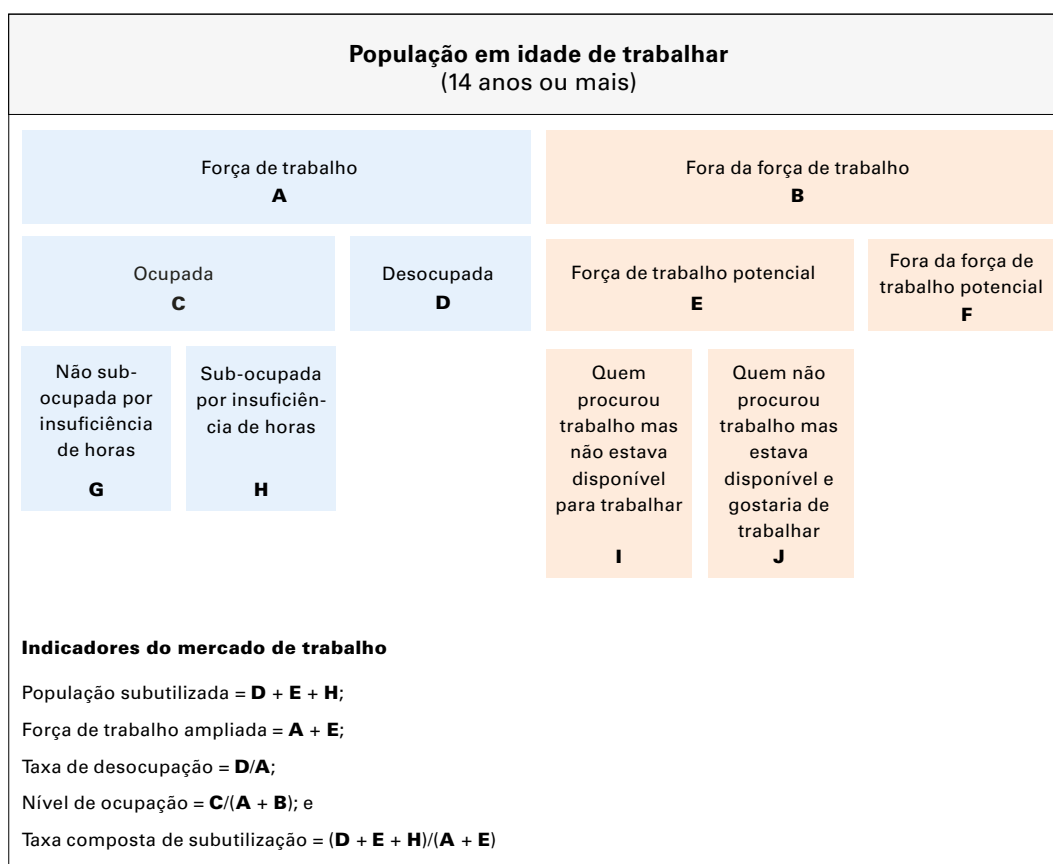 População em idade de trabalhar
(14 anos ou mais)
Força de trabalho
A
Fora da força de trabalho
B
Ocupada
C
Desocupada
D
Força de trabalho potencial
E
Fora da força de
trabalho potencial
F
Não sub-
ocupada por
insuficiência
de horas
G
Sub-ocupada
por insuficiên-
cia de horas
H
Quem
procurou
trabalho mas
não estava
disponível
para trabalhar
I
Quem não
procurou
trabalho mas
estava
disponível e
gostaria de
trabalhar
J
Indicadores do mercado de trabalho
População subutilizada = D + E + H;
Força de trabalho ampliada = A + E;
Taxa de desocupação = D/A;
Nível de ocupação = C/(A + B); e
Taxa composta de subutilização = (D + E + H)/(A + E)